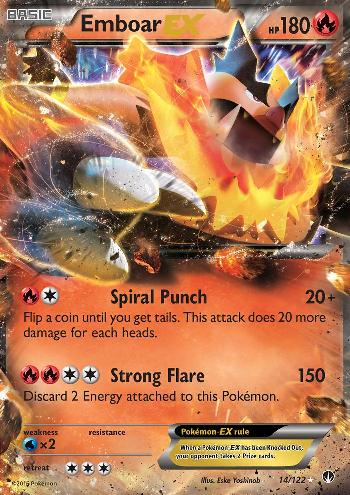 BASIC
Emboar EX HP180
Spiral Punch 20+
Flip a coin until you get tails. This attack does 20 more
damage for each heads.
Strong Flare 150
Discard 2 Energy attached to this Pokémon.
weakness resistance
×2
retreat
Pokémon-EX rule
When a Pokémon-EX has been Knocked Out,
your opponent takes 2 Prize cards.
©2016 Pokémon
Illus. Eske Yoshinob
14/122